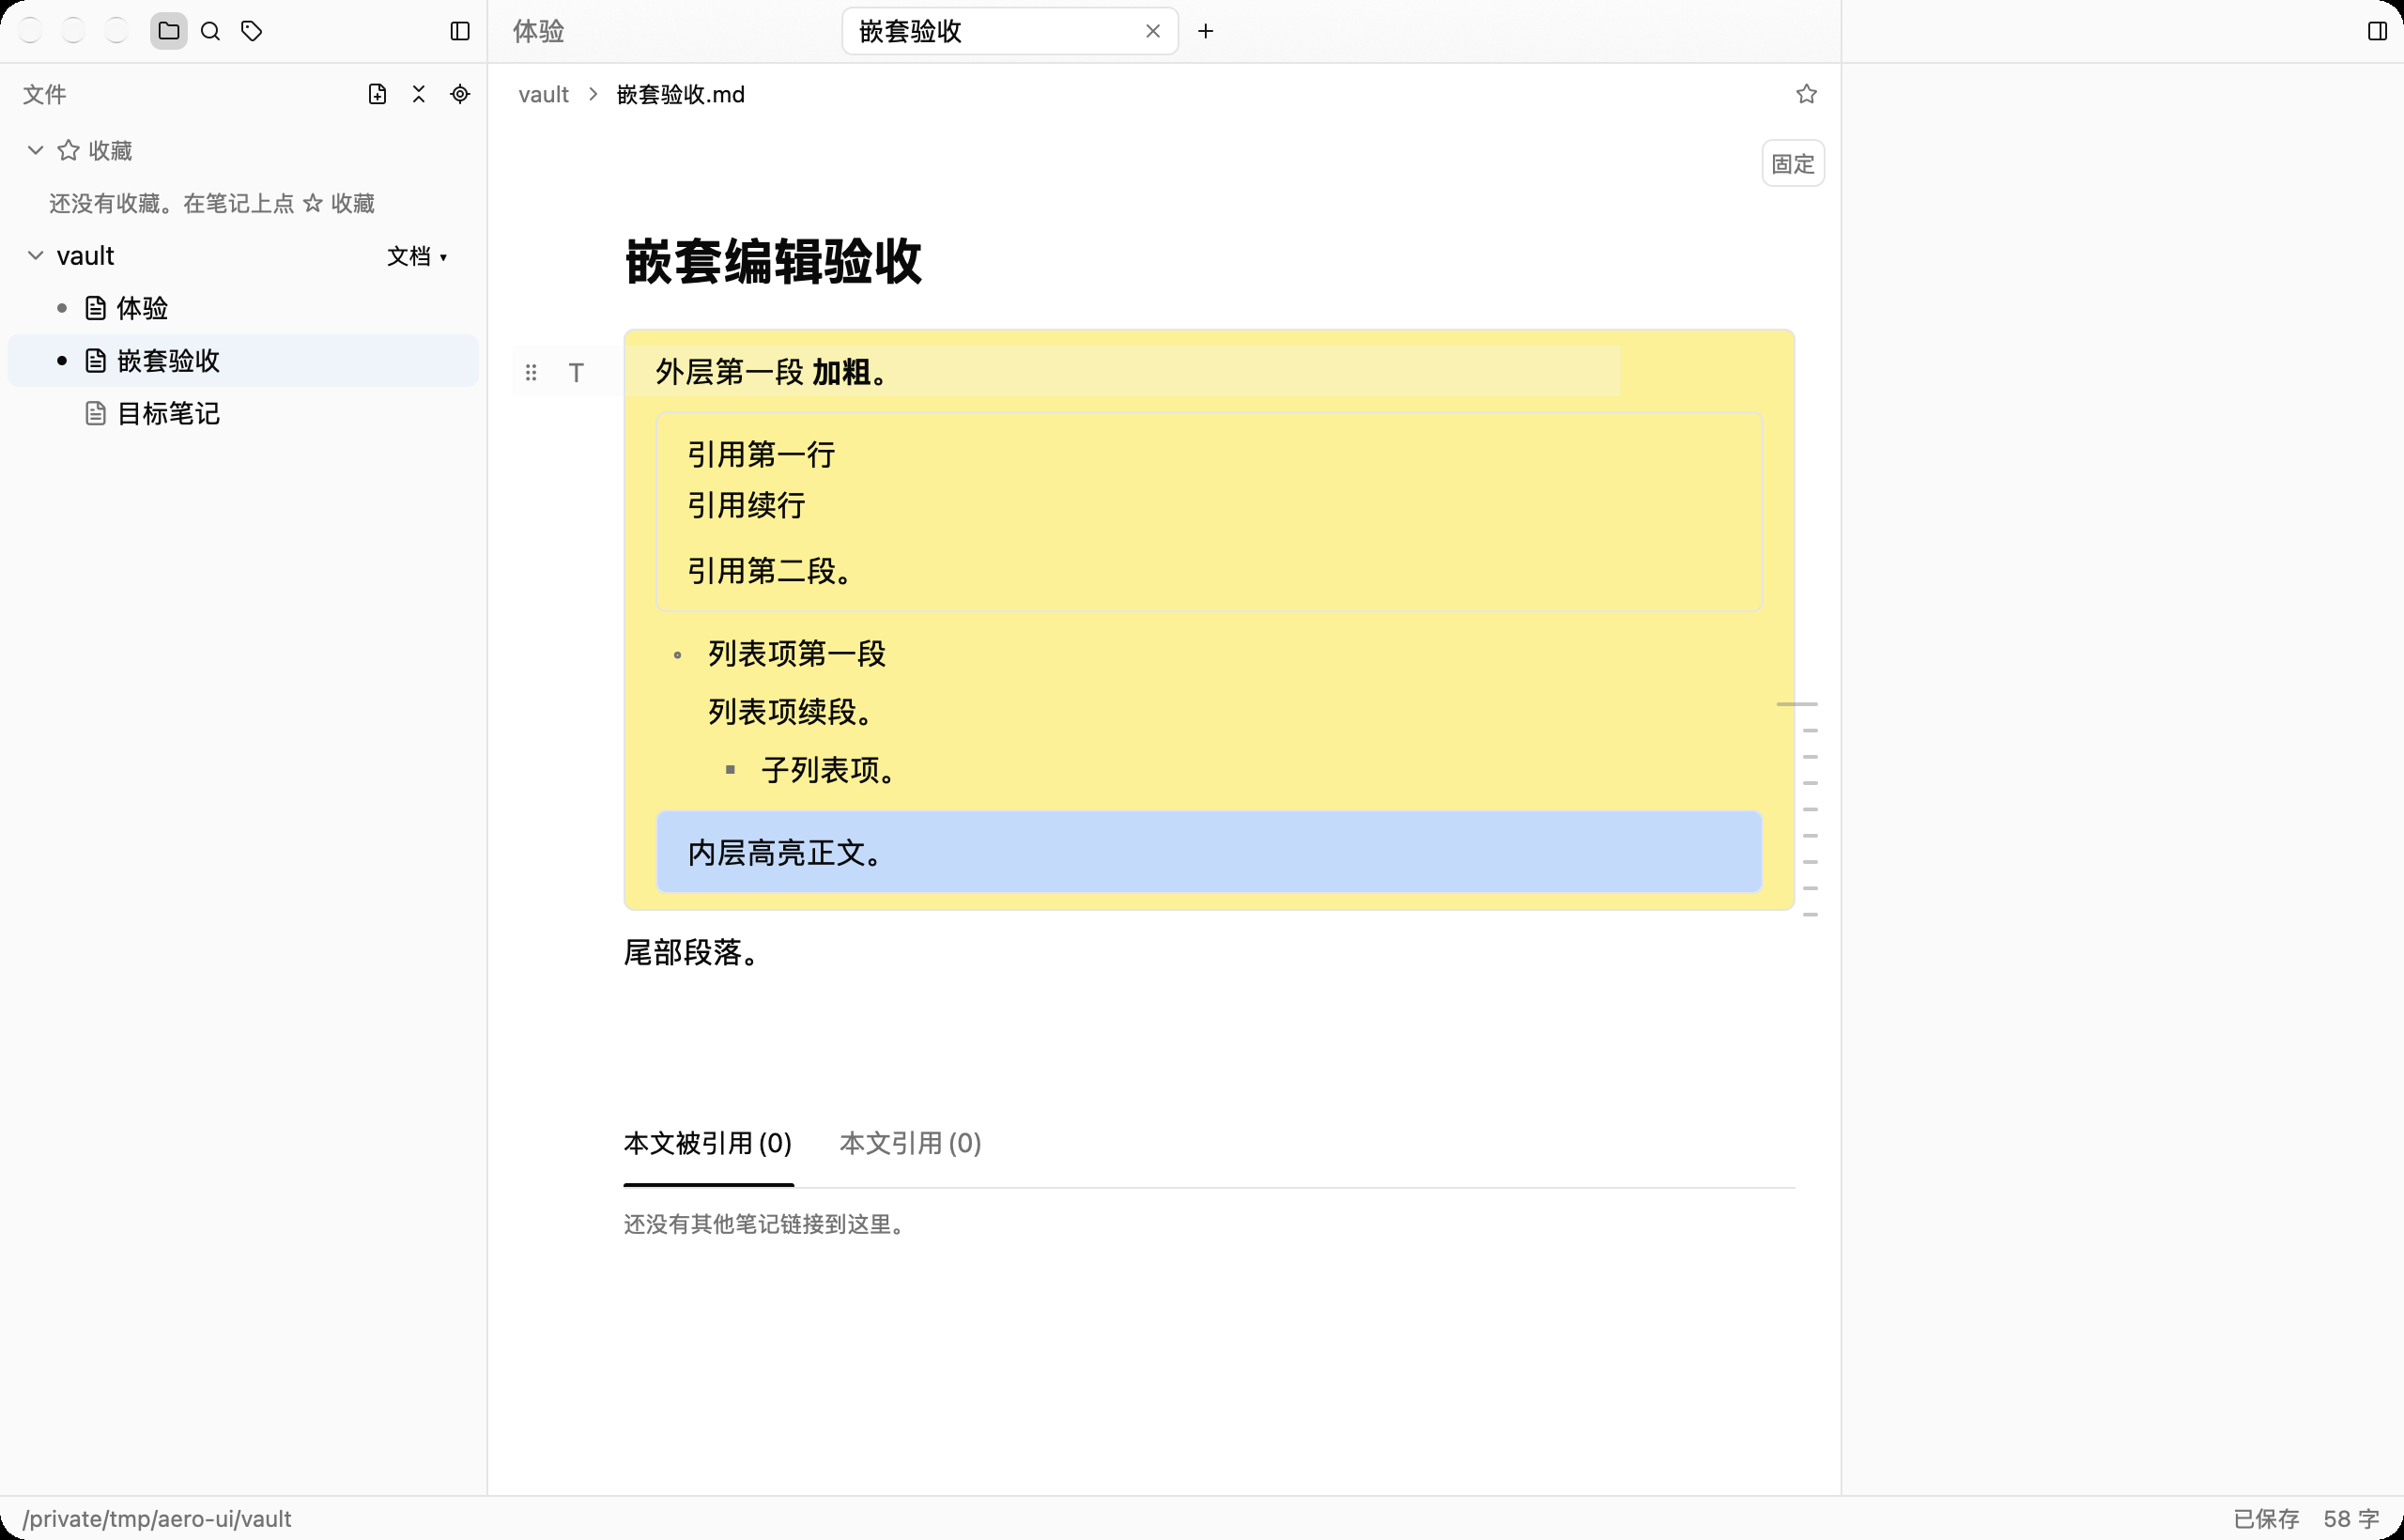 体验
嵌套验收
文件
vault
嵌套验收.md
收藏
固定
还没有收藏。在笔记上点 ☆ 收藏
vault
文档
体验
嵌套验收
目标笔记
嵌套编辑验收
T
外层第一段 加粗。
引用第一行
引用续行
引用第二段。
列表项第一段
列表项续段。
子列表项。
内层高亮正文。
尾部段落。
本文被引用 (0)
本文引用 (0)
还没有其他笔记链接到这里。
/private/tmp/aero-ui/vault
已保存
58 字